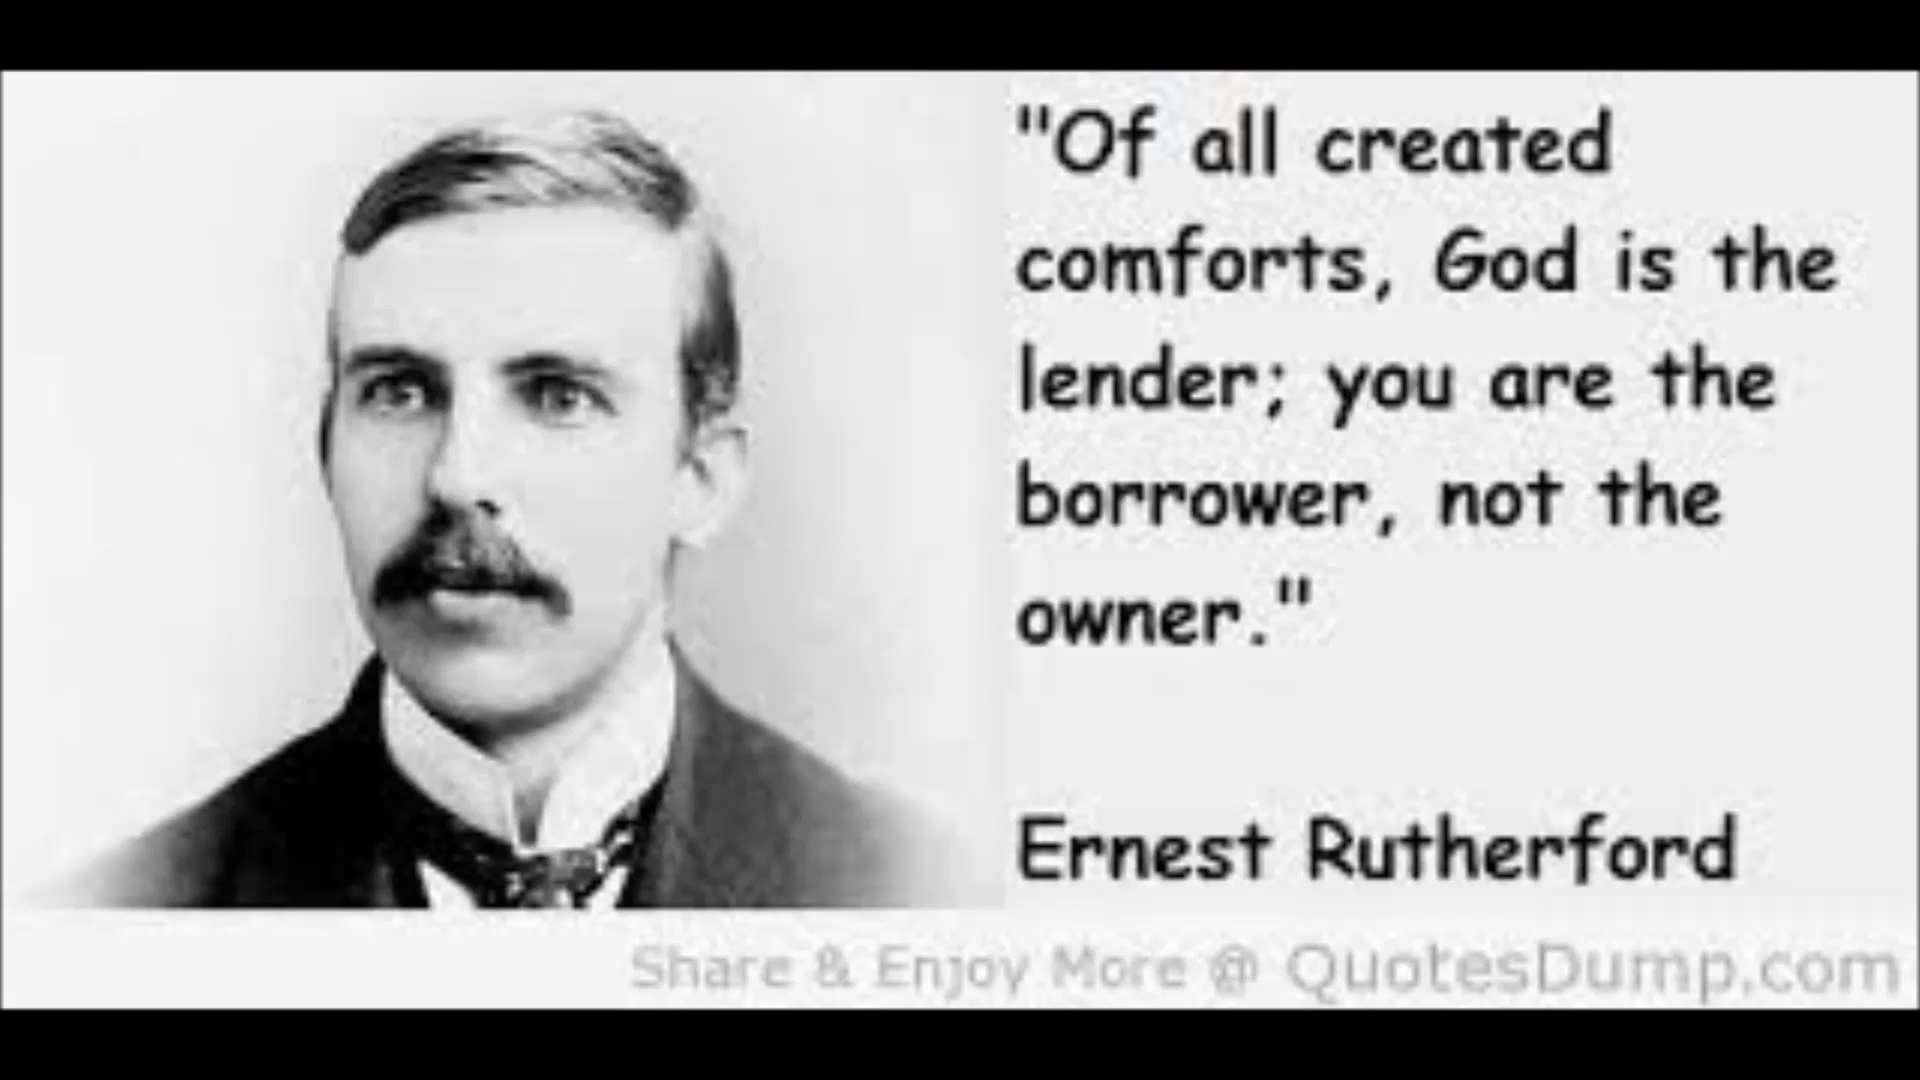 "Of all created
comforts, God is the
lender; you are the
borrower, not the
owner."
Ernest Rutherford
Share & Enjoy More @ QuotesDump.com